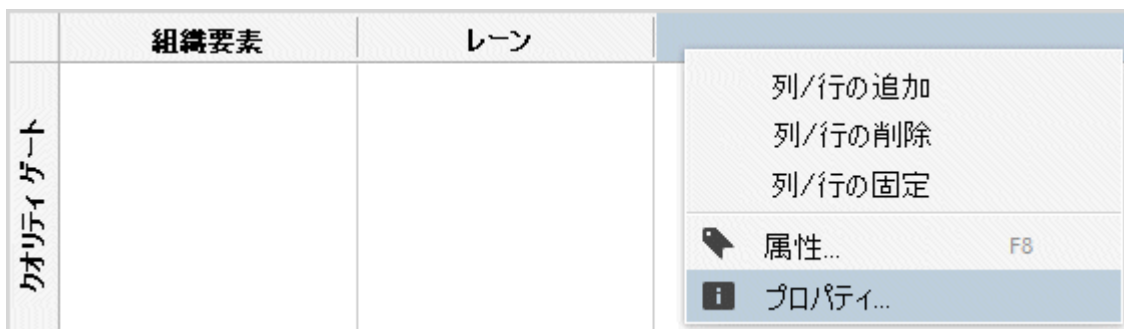 組織要素 レーン
クオリティ ゲート
列/行の追加
列/行の削除
列/行の固定
属性... F8
プロパティ...